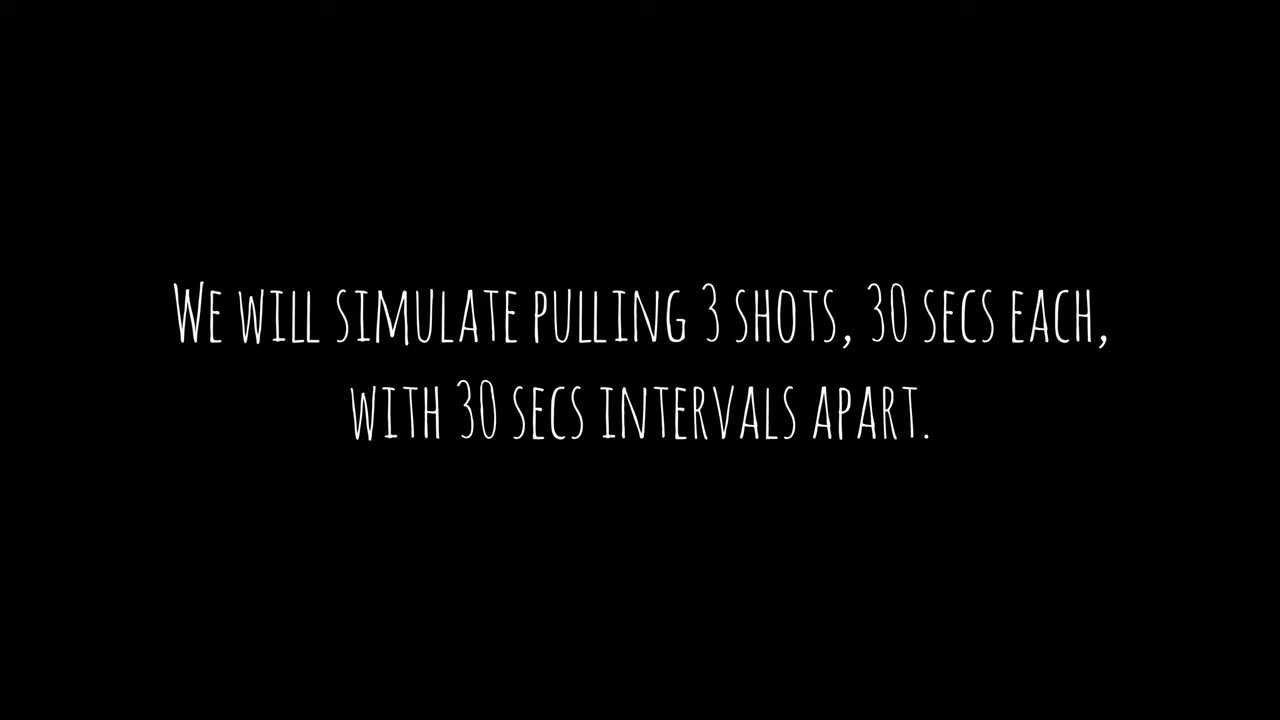 We will simulate pulling 3 shots, 30 secs each,
with 30 secs intervals apart.